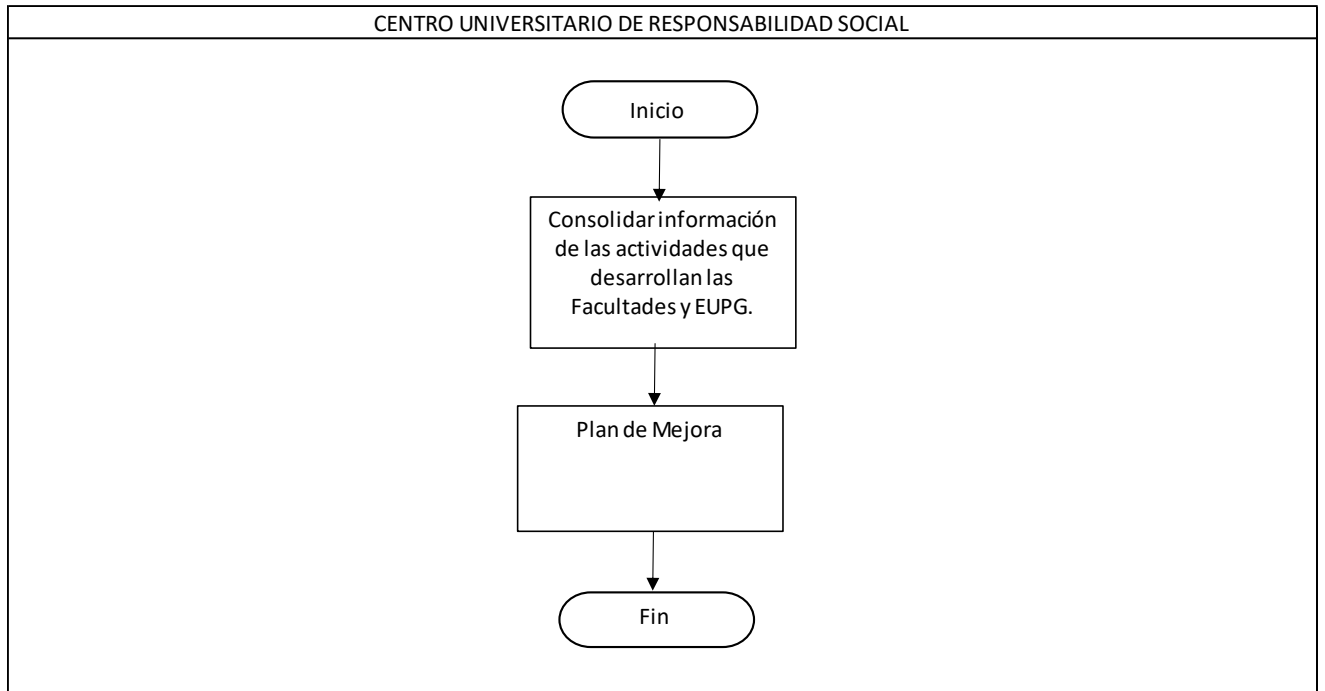 CENTRO UNIVERSITARIO DE RESPONSABILIDAD SOCIAL
Inicio
Consolidar información
de las actividades que
desarrollan las
Facultades y EUPG.
Plan de Mejora
Fin